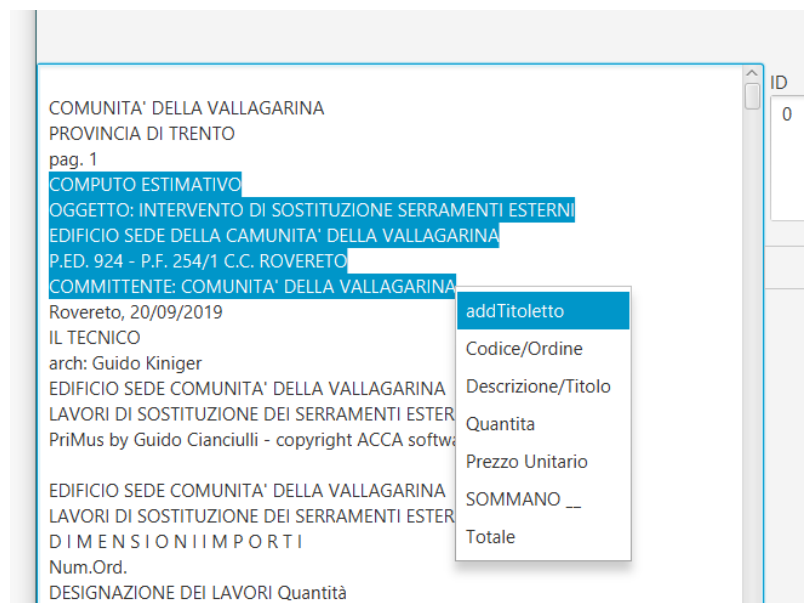 ID
0
COMUNITA' DELLA VALLAGARINA
PROVINCIA DI TRENTO
pag. 1
COMPUTO ESTIMATIVO
OGGETTO: INTERVENTO DI SOSTITUZIONE SERRAMENTI ESTERNI
EDIFICIO SEDE DELLA CAMUNITA' DELLA VALLAGARINA
P.ED. 924 - P.F. 254/1 C.C. ROVERETO
COMMITTENTE: COMUNITA' DELLA VALLAGARINA
Rovereto, 20/09/2019
IL TECNICO
arch: Guido Kiniger
EDIFICIO SEDE COMUNITA' DELLA VALLAGARINA
LAVORI DI SOSTITUZIONE DEI SERRAMENTI
PriMus by Guido Cianciulli - copyright ACCA
EDIFICIO SEDE COMUNITA' DELLA VALLAGARINA
LAVORI DI SOSTITUZIONE DEI SERRAMENTI
D I M E N S I O N I I M P O R T I
Num.Ord.
DESIGNAZIONE DEI LAVORI Quantità
addTitoletto
Codice/Ordine
Descrizione/Titolo
Quantita
Prezzo Unitario
SOMMANO __
Totale